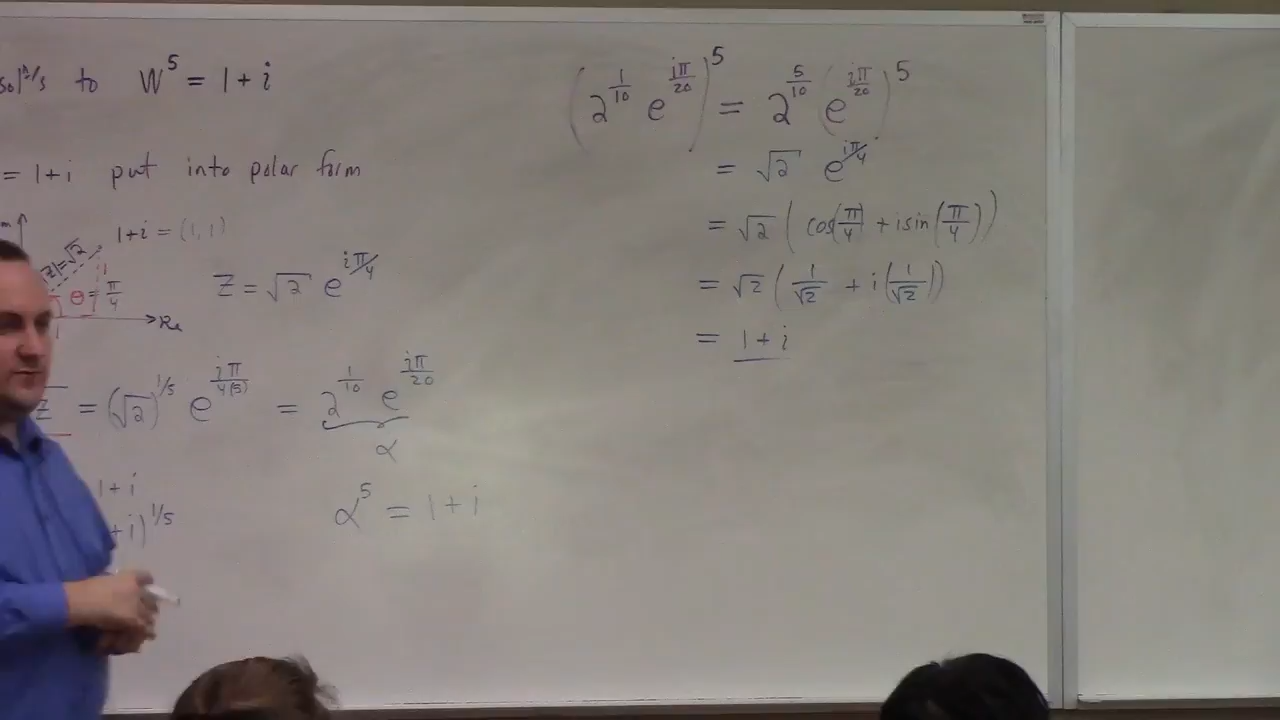 sol'n/s to W^5 = 1 + i
= 1+i put into polar form
1+i = (1,1)
|z|=√2
θ = π/4
Re
Z = √2 e^{iπ/4}
Z = (√2)^{1/5} e^{iπ/4(5)} = 2^{1/10} e^{iπ/20}
α
1 + i
+ i)^{1/5}
α^5 = 1 + i
(2^{1/10} e^{iπ/20})^5 = 2^{5/10} (e^{iπ/20})^5
= √2 e^{iπ/4}
= √2 (cos(π/4) + i sin(π/4))
= √2 (1/√2 + i(1/√2))
= 1 + i